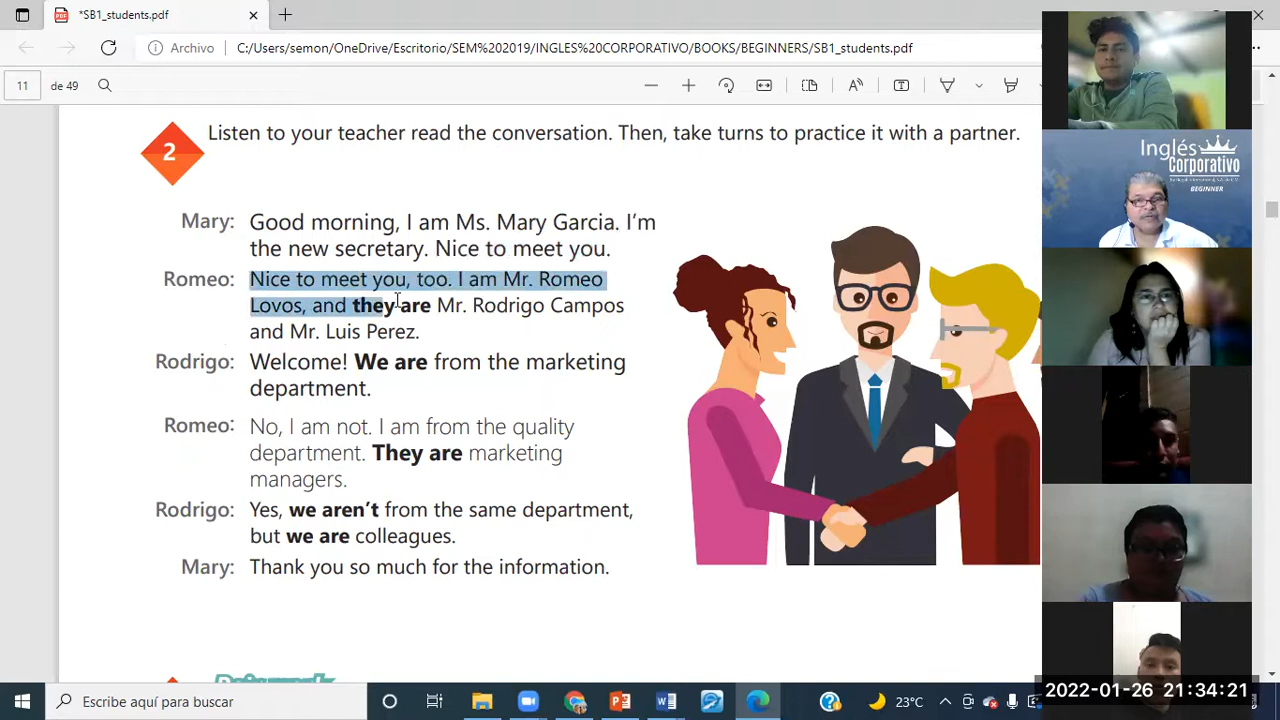 *SB1_students.pdf
Archivo
C:/Users/semon/OneDrive/Escritorio/SEM%202019/INGLES%20CORPORATIVO/BOOKS/BEGINNERS/SB1_students.pdf
11
de 49
2
Listen to your teacher read the conversation. Then, take turns to practice it with a partner.
Mary: Good morning, I am Ms. Mary Garcia. I'm
the new secretary. Nice to meet you.
Romeo: Nice to meet you, too. I am Mr. Romeo
Lovos, and they are Mr. Rodrigo Campos
and Mr. Luis Perez.
Rodrigo: Welcome! We are from the marketing
department.
Romeo: No, I am not. I am from the quality
department. They are marketing
managers.
Rodrigo: Yes, we aren't from the same department,
but we are colleagues.
Mary: Thank you so much for the information.
Inglés
Corporativo
BEGINNER
Escribe aquí para buscar
23°C
2022-01-26 21:34:21